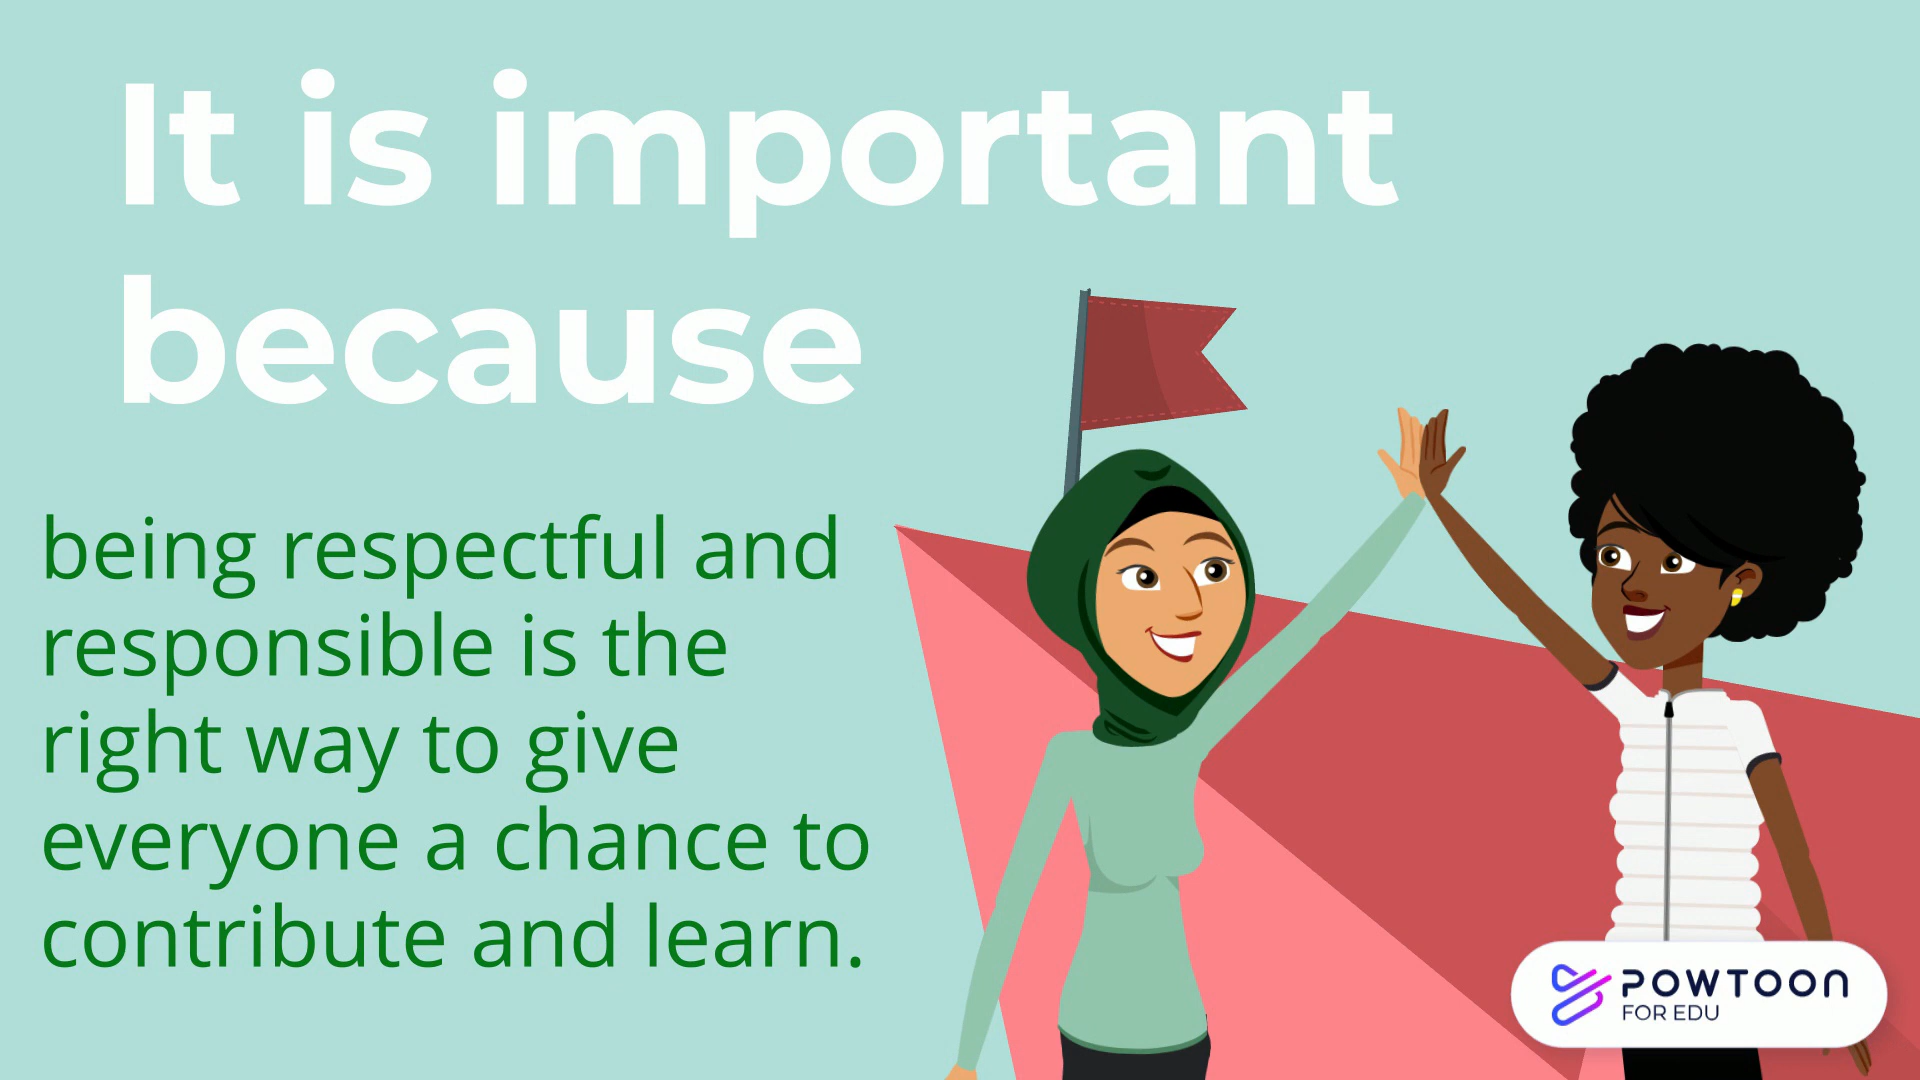 It is important
because
being respectful and
responsible is the
right way to give
everyone a chance to
contribute and learn.
POWTOON
FOR EDU